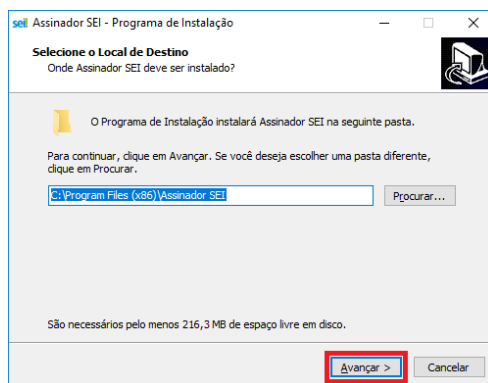 sei! Assinador SEI - Programa de Instalação
Selecione o Local de Destino
Onde Assinador SEI deve ser instalado?
O Programa de Instalação instalará Assinador SEI na seguinte pasta.
Para continuar, clique em Avançar. Se você deseja escolher uma pasta diferente,
clique em Procurar.
C:\Program Files (x86)\Assinador SEI
Procurar...
São necessários pelo menos 216,3 MB de espaço livre em disco.
Avançar >
Cancelar